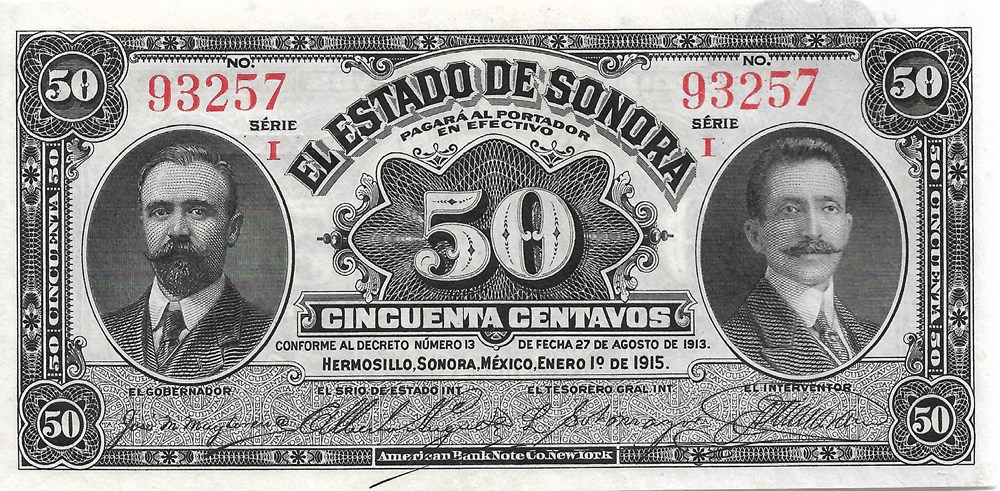 50
NO.
93257
SÉRIE
I
EL ESTADO DE SONORA
PAGARÁ AL PORTADOR
EN EFECTIVO
NO.
93257
SÉRIE
I
50
50 CINCUENTA 50
50
50 CINCUENTA 50
CINCUENTA CENTAVOS
CONFORME AL DECRETO NÚMERO 13 DE FECHA 27 DE AGOSTO DE 1913.
HERMOSILLO, SONORA, MÉXICO, ENERO 1º DE 1915.
EL GOBERNADOR EL SRIO. DE ESTADO INT. EL TESORERO GRAL. INT. EL INTERVENTOR
50
50
American Bank Note Co. New York